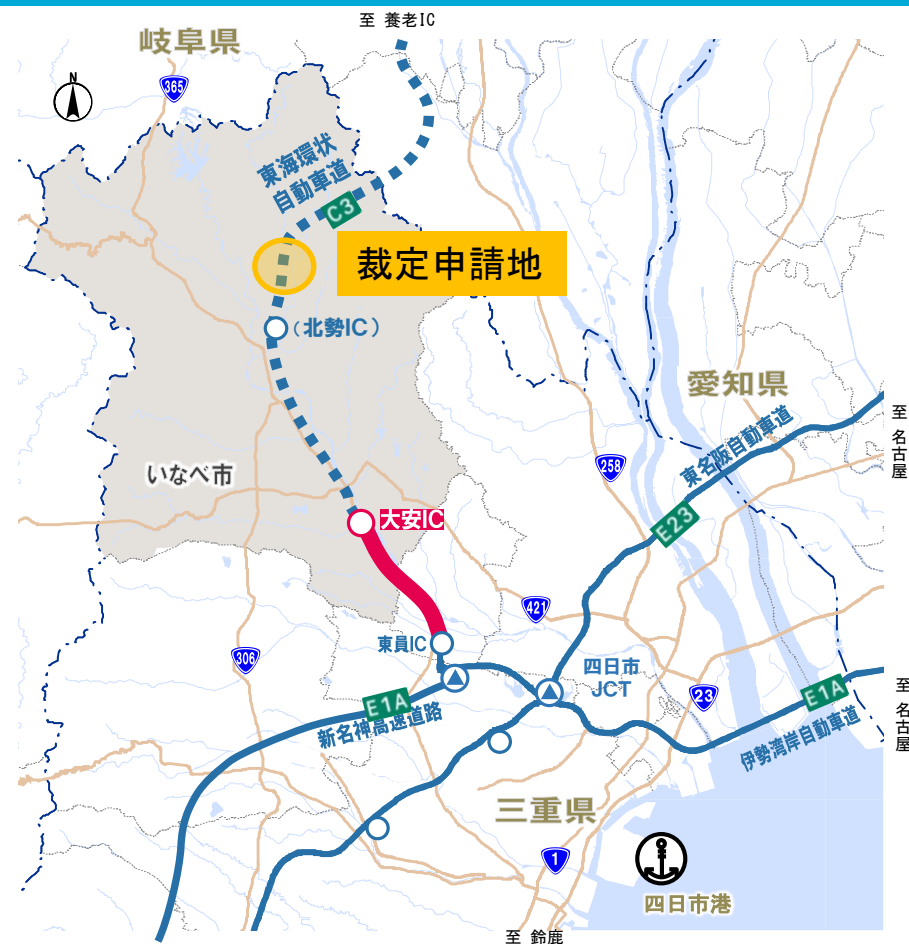 至 養老IC
岐阜県
N
365
東海環状
自動車道
C3
裁定申請地
(北勢IC)
愛知県
至 名古屋
東名阪自動車道
258
いなべ市
大安IC
E23
421
東員IC
306
四日市
JCT
23
E1A
至 名古屋
E1A
新名神高速道路
伊勢湾岸自動車道
三重県
1
四日市港
至 鈴鹿